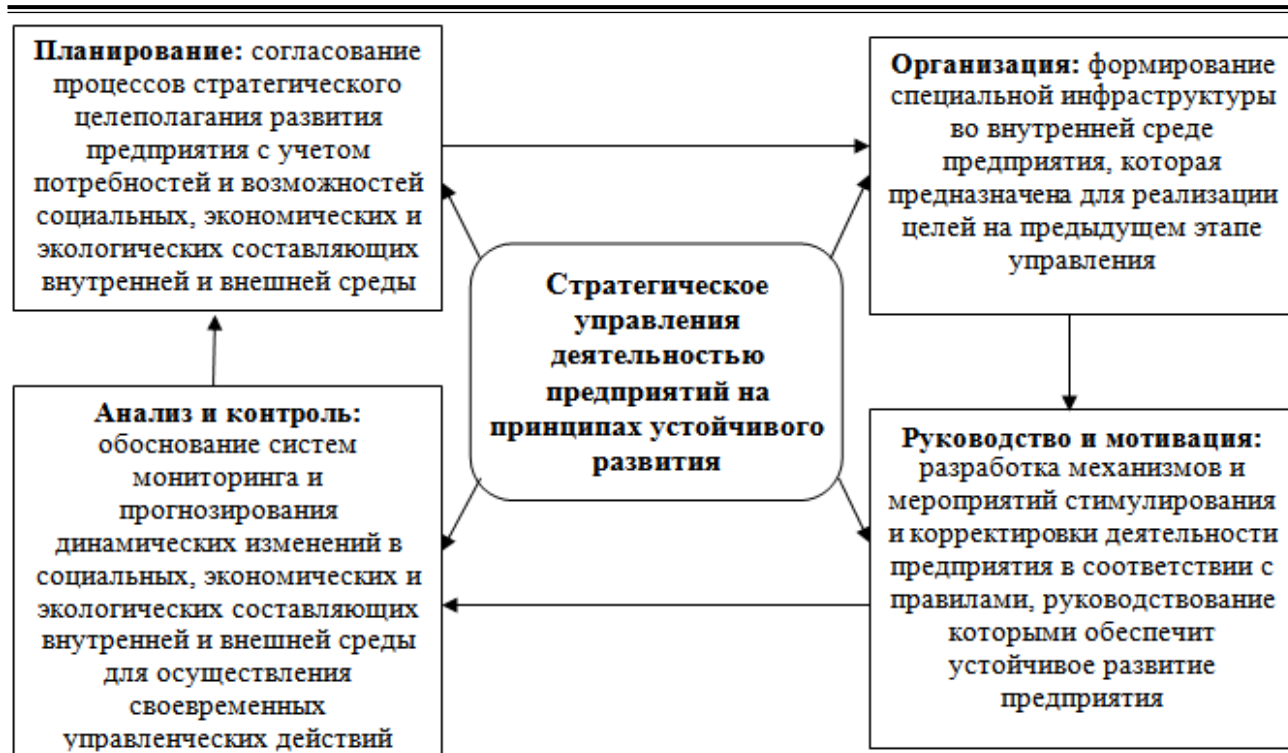 Планирование: согласование
процессов стратегического
целеполагания развития
предприятия с учетом
потребностей и возможностей
социальных, экономических и
экологических составляющих
внутренней и внешней среды
Организация: формирование
специальной инфраструктуры
во внутренней среде
предприятия, которая
предназначена для реализации
целей на предыдущем этапе
управления
Стратегическое
управления
деятельностью
предприятий на
принципах устойчивого
развития
Анализ и контроль:
обоснование систем
мониторинга и
прогнозирования
динамических изменений в
социальных, экономических и
экологических составляющих
внутренней и внешней среды
для осуществления
своевременных
управленческих действий
Руководство и мотивация:
разработка механизмов и
мероприятий стимулирования
и корректировки деятельности
предприятия в соответствии с
правилами, руководствование
которыми обеспечит
устойчивое развитие
предприятия